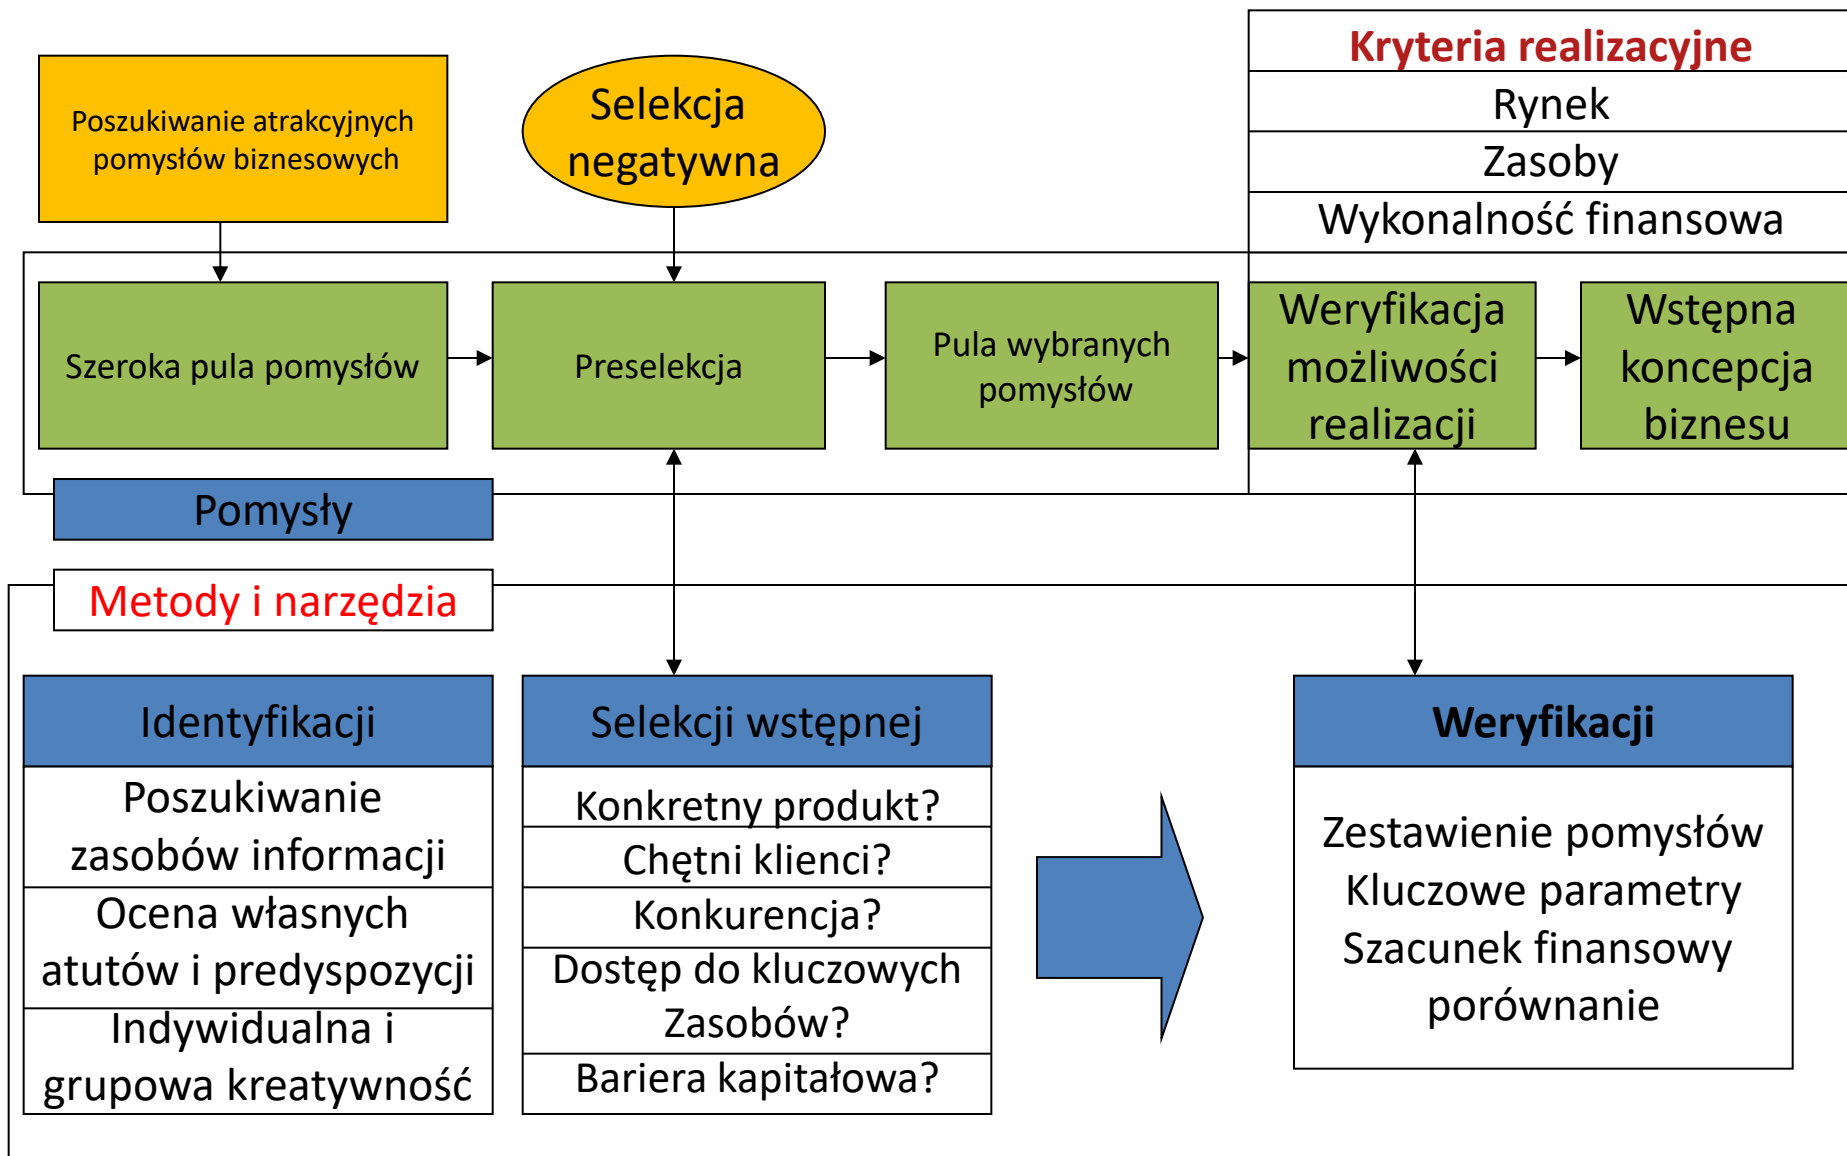 Kryteria realizacyjne
Rynek
Zasoby
Wykonalność finansowa
Poszukiwanie atrakcyjnych
pomysłów biznesowych
Selekcja
negatywna
Szeroka pula pomysłów
Preselekcja
Pula wybranych
pomysłów
Weryfikacja
możliwości
realizacji
Wstępna
koncepcja
biznesu
Pomysły
Metody i narzędzia
Identyfikacji
Poszukiwanie
zasobów informacji
Ocena własnych
atutów i predyspozycji
Indywidualna i
grupowa kreatywność
Selekcji wstępnej
Konkretny produkt?
Chętni klienci?
Konkurencja?
Dostęp do kluczowych
Zasobów?
Bariera kapitałowa?
Weryfikacji
Zestawienie pomysłów
Kluczowe parametry
Szacunek finansowy
porównanie